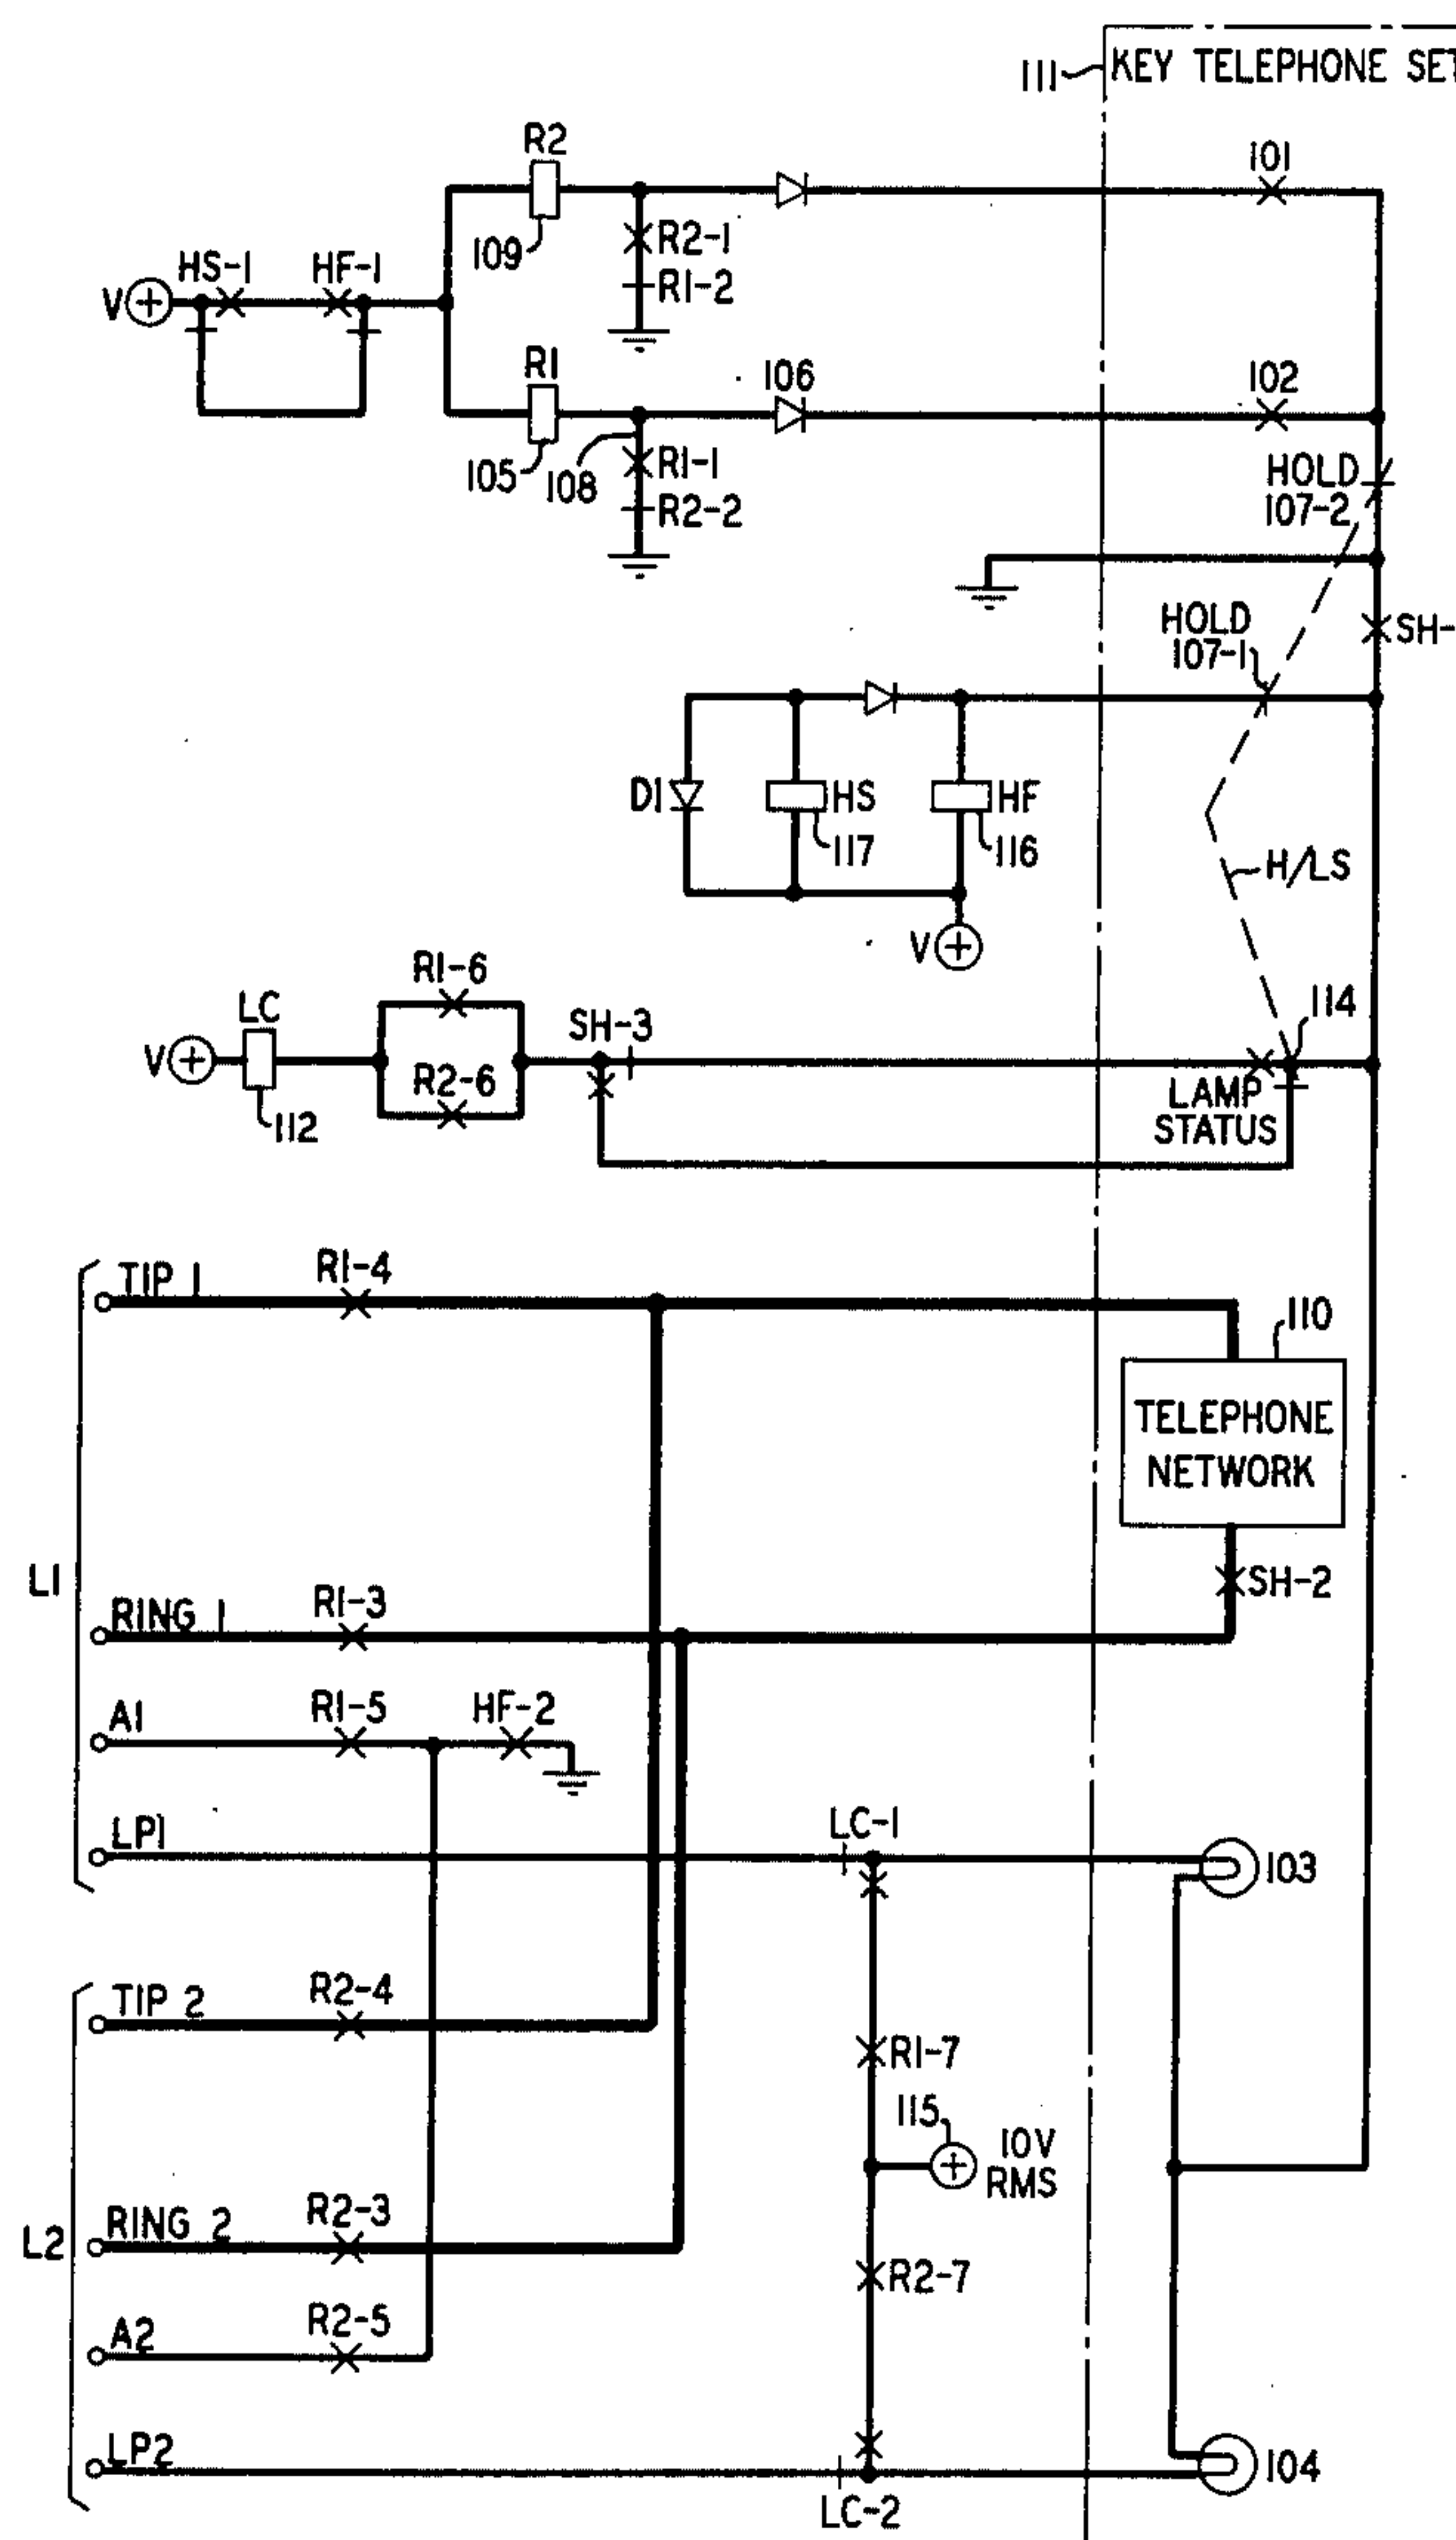 111
KEY TELEPHONE SET
R2
101
109
R2-1
R1-2
HS-1
HF-1
V
R1
106
102
105
108
R1-1
R2-2
HOLD
107-2
HOLD
107-1
SH-
D1
HS
HF
117
116
H/LS
V
R1-6
LC
SH-3
114
V
R2-6
112
LAMP
STATUS
TIP 1
R1-4
110
TELEPHONE
NETWORK
L1
RING 1
R1-3
SH-2
A1
R1-5
HF-2
LP1
LC-1
103
TIP 2
R2-4
R1-7
115
10V
RMS
L2
RING 2
R2-3
R2-7
A2
R2-5
LP2
LC-2
104